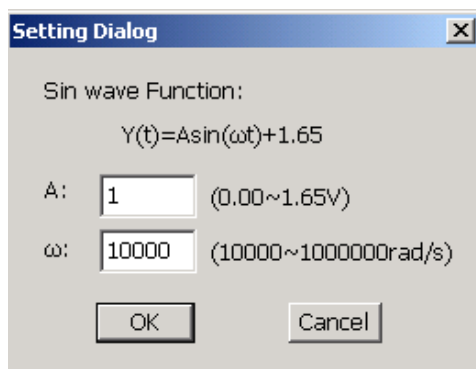 Setting Dialog
Sin wave Function:
Y(t)=Asin(ωt)+1.65
A: 1 (0.00~1.65V)
ω: 10000 (10000~1000000rad/s)
OK Cancel